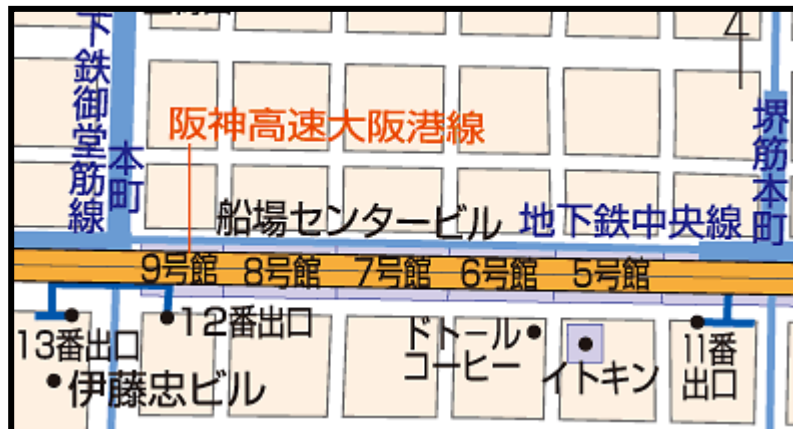 下鉄御堂筋線
本町
阪神高速大阪港線
堺筋本町
船場センタービル
地下鉄中央線
9号館
8号館
7号館
6号館
5号館
13番出口
12番出口
伊藤忠ビル
ドトール
コーヒー
イトキン
11番
出口